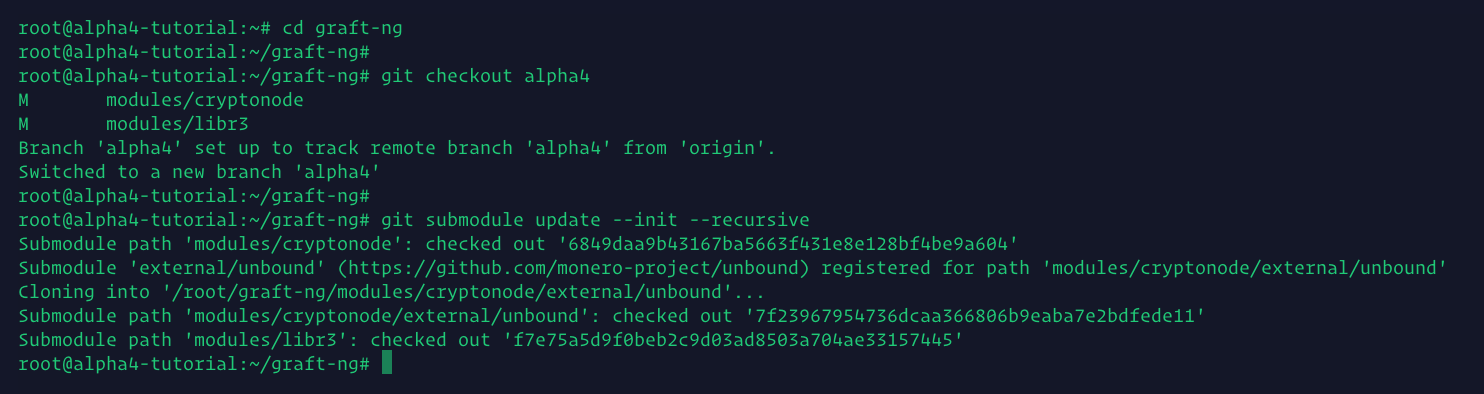 root@alpha4-tutorial:~# cd graft-ng
root@alpha4-tutorial:~/graft-ng#
root@alpha4-tutorial:~/graft-ng# git checkout alpha4
M       modules/cryptonode
M       modules/libr3
Branch 'alpha4' set up to track remote branch 'alpha4' from 'origin'.
Switched to a new branch 'alpha4'
root@alpha4-tutorial:~/graft-ng#
root@alpha4-tutorial:~/graft-ng# git submodule update --init --recursive
Submodule path 'modules/cryptonode': checked out '6849daa9b43167ba5663f431e8e128bf4be9a604'
Submodule 'external/unbound' (https://github.com/monero-project/unbound) registered for path 'modules/cryptonode/external/unbound'
Cloning into '/root/graft-ng/modules/cryptonode/external/unbound'...
Submodule path 'modules/cryptonode/external/unbound': checked out '7f23967954736dcaa366806b9eaba7e2bdfede11'
Submodule path 'modules/libr3': checked out 'f7e75a5d9f0beb2c9d03ad8503a704ae33157445'
root@alpha4-tutorial:~/graft-ng#